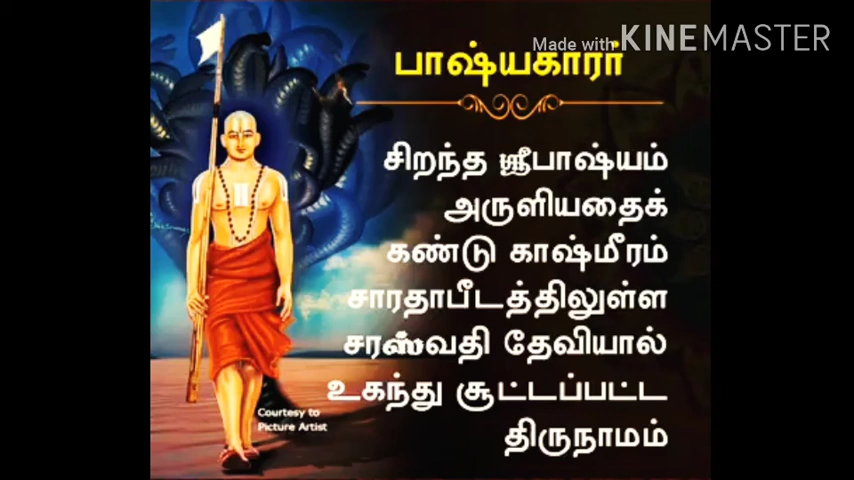 Made with KINEMASTER
பாஷ்யகாரர்
சிறந்த ஸ்ரீபாஷ்யம்
அருளியதைக்
கண்டு காஷ்மீரம்
சாரதாபீடத்திலுள்ள
சரஸ்வதி தேவியால்
உகந்து சூட்டப்பட்ட
திருநாமம்
Courtesy to
Picture Artist